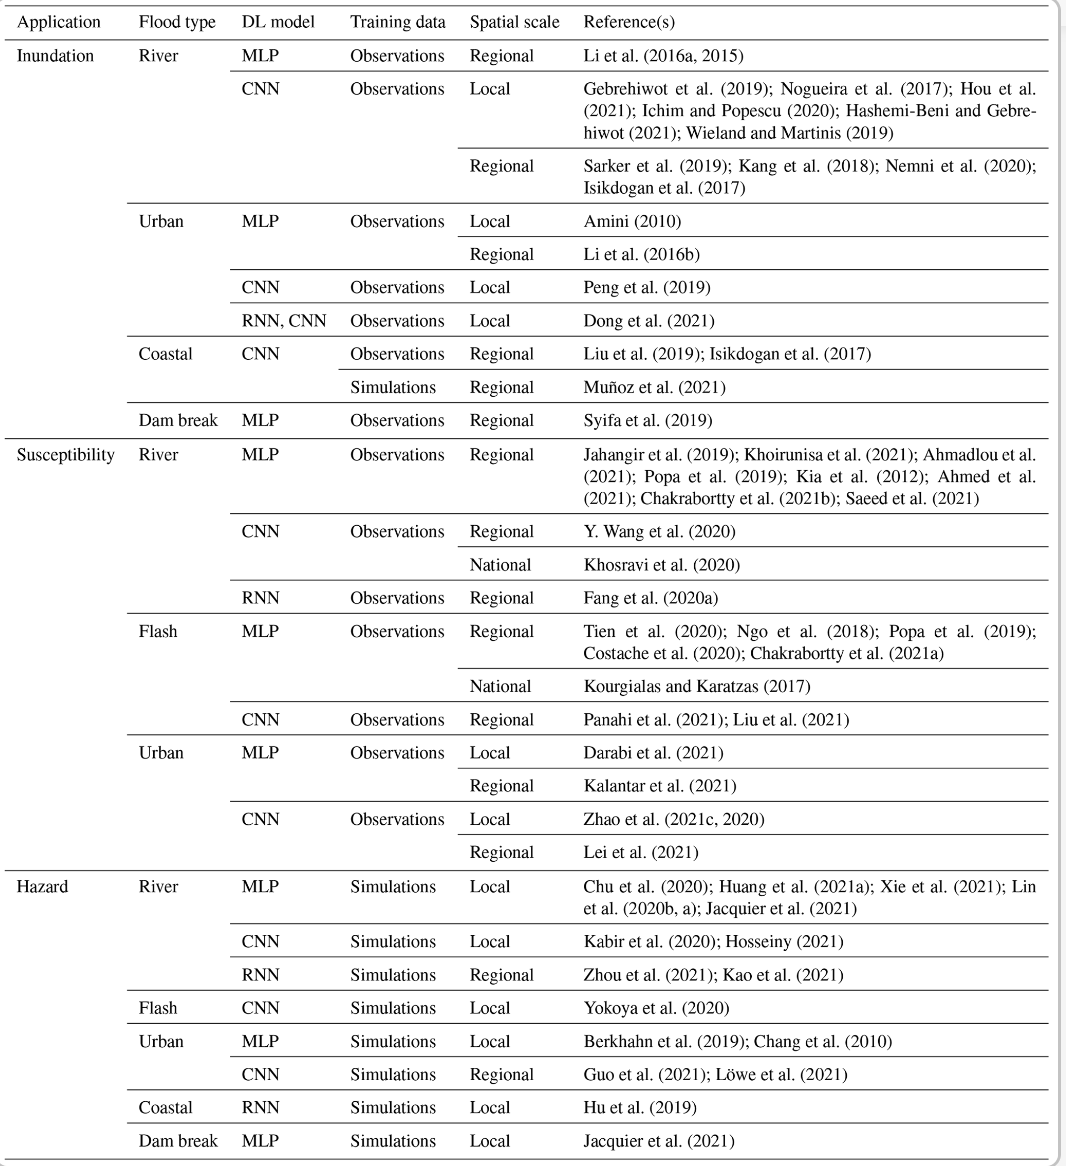 Application Flood type DL model Training data Spatial scale Reference(s)
Inundation River MLP Observations Regional Li et al. (2016a, 2015)
CNN Observations Local Gebrehiwot et al. (2019); Nogueira et al. (2017); Hou et al.
(2021); Ichim and Popescu (2020); Hashemi-Beni and Gebre-
hiwot (2021); Wieland and Martinis (2019)
Regional Sarker et al. (2019); Kang et al. (2018); Nemni et al. (2020);
Isikdogan et al. (2017)
Urban MLP Observations Local Amini (2010)
Regional Li et al. (2016b)
CNN Observations Local Peng et al. (2019)
RNN, CNN Observations Local Dong et al. (2021)
Coastal CNN Observations Regional Liu et al. (2019); Isikdogan et al. (2017)
Simulations Regional Muñoz et al. (2021)
Dam break MLP Observations Regional Syifa et al. (2019)
Susceptibility River MLP Observations Regional Jahangir et al. (2019); Khoirunisa et al. (2021); Ahmadlou et al.
(2021); Popa et al. (2019); Kia et al. (2012); Ahmed et al.
(2021); Chakrabortty et al. (2021b); Saeed et al. (2021)
CNN Observations Regional Y. Wang et al. (2020)
National Khosravi et al. (2020)
RNN Observations Regional Fang et al. (2020a)
Flash MLP Observations Regional Tien et al. (2020); Ngo et al. (2018); Popa et al. (2019);
Costache et al. (2020); Chakrabortty et al. (2021a)
National Kourgialas and Karatzas (2017)
CNN Observations Regional Panahi et al. (2021); Liu et al. (2021)
Urban MLP Observations Local Darabi et al. (2021)
Regional Kalantar et al. (2021)
CNN Observations Local Zhao et al. (2021c, 2020)
Regional Lei et al. (2021)
Hazard River MLP Simulations Local Chu et al. (2020); Huang et al. (2021a); Xie et al. (2021); Lin
et al. (2020b, a); Jacquier et al. (2021)
CNN Simulations Local Kabir et al. (2020); Hosseiny (2021)
RNN Simulations Regional Zhou et al. (2021); Kao et al. (2021)
Flash CNN Simulations Local Yokoya et al. (2020)
Urban MLP Simulations Local Berkhahn et al. (2019); Chang et al. (2010)
CNN Simulations Regional Guo et al. (2021); Löwe et al. (2021)
Coastal RNN Simulations Local Hu et al. (2019)
Dam break MLP Simulations Local Jacquier et al. (2021)